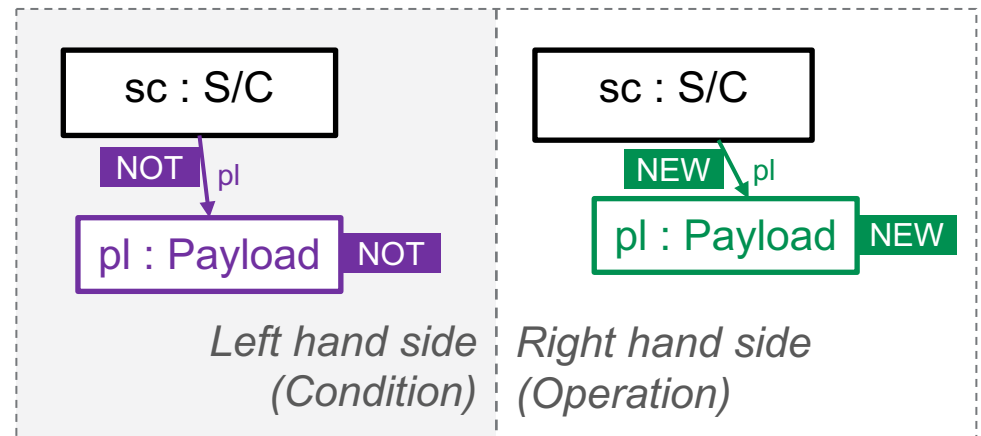 sc : S/C
NOT
pl
pl : Payload
NOT
Left hand side
(Condition)
sc : S/C
NEW
pl
pl : Payload
NEW
Right hand side
(Operation)